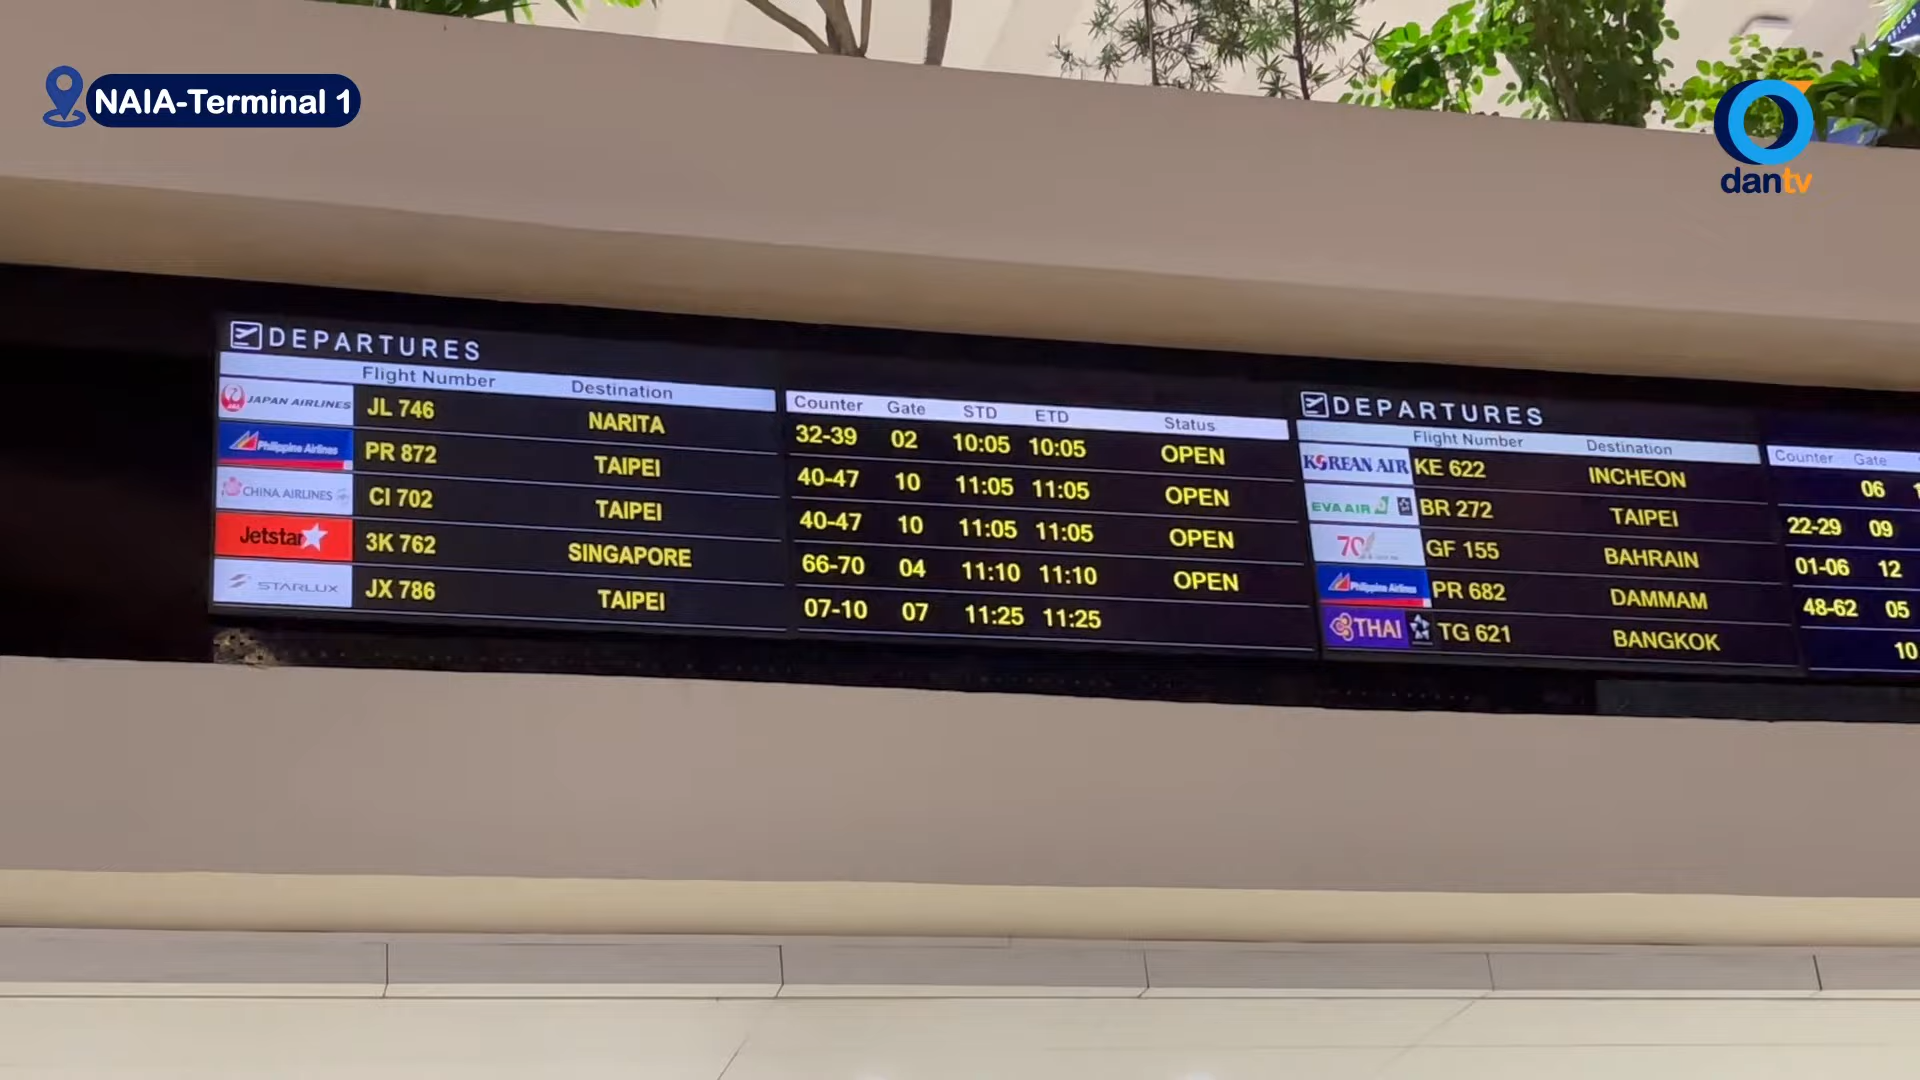 NAIA-Terminal 1
dantv
DEPARTURES
Flight Number Destination Counter Gate STD ETD Status
JAPAN AIRLINES JL 746 NARITA 32-39 02 10:05 10:05 OPEN
Philippine Airlines PR 872 TAIPEI 40-47 10 11:05 11:05 OPEN
CHINA AIRLINES CI 702 TAIPEI 40-47 10 11:05 11:05 OPEN
Jetstar 3K 762 SINGAPORE 66-70 04 11:10 11:10 OPEN
STARLUX JX 786 TAIPEI 07-10 07 11:25 11:25
DEPARTURES
Flight Number Destination Counter Gate
KOREAN AIR KE 622 INCHEON 06
EVA AIR BR 272 TAIPEI 22-29 09
70 GF 155 BAHRAIN 01-06 12
Philippine Airlines PR 682 DAMMAM 48-62 05
THAI TG 621 BANGKOK 10